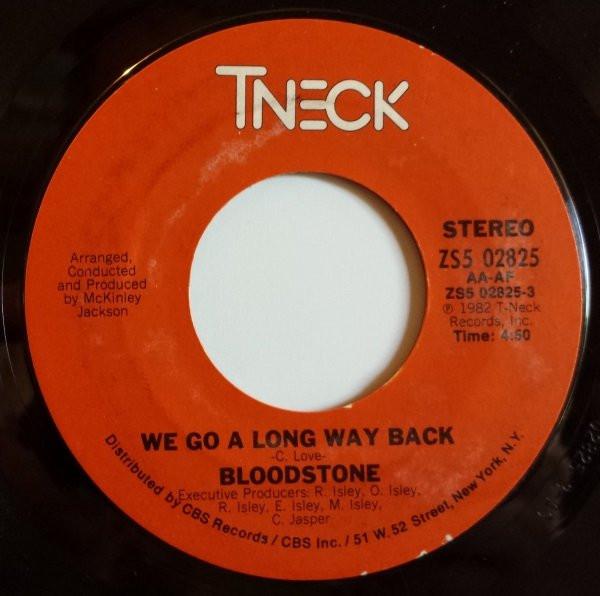 TNECK
STEREO
ZS5 02825
AA-AF
ZS5 02825-3
℗ 1982 T-Neck
Records, Inc.
Time: 4:50
Arranged,
Conducted
and Produced
by McKinley
Jackson
WE GO A LONG WAY BACK
-C. Love-
BLOODSTONE
Executive Producers: R. Isley, O. Isley,
R. Isley, E. Isley, M. Isley,
C. Jasper
Distributed by CBS Records / CBS Inc. / 51 W. 52 Street, New York, N.Y.